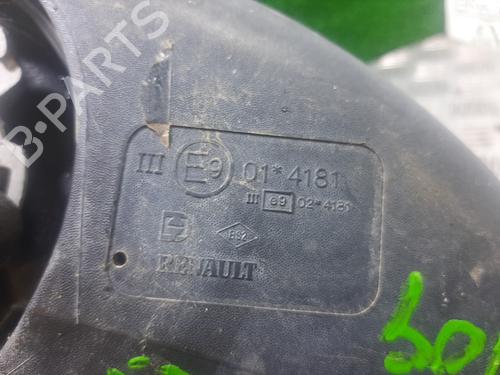 B-PARTS
III E9 01*4181
III e9 02*4181
RENAULT